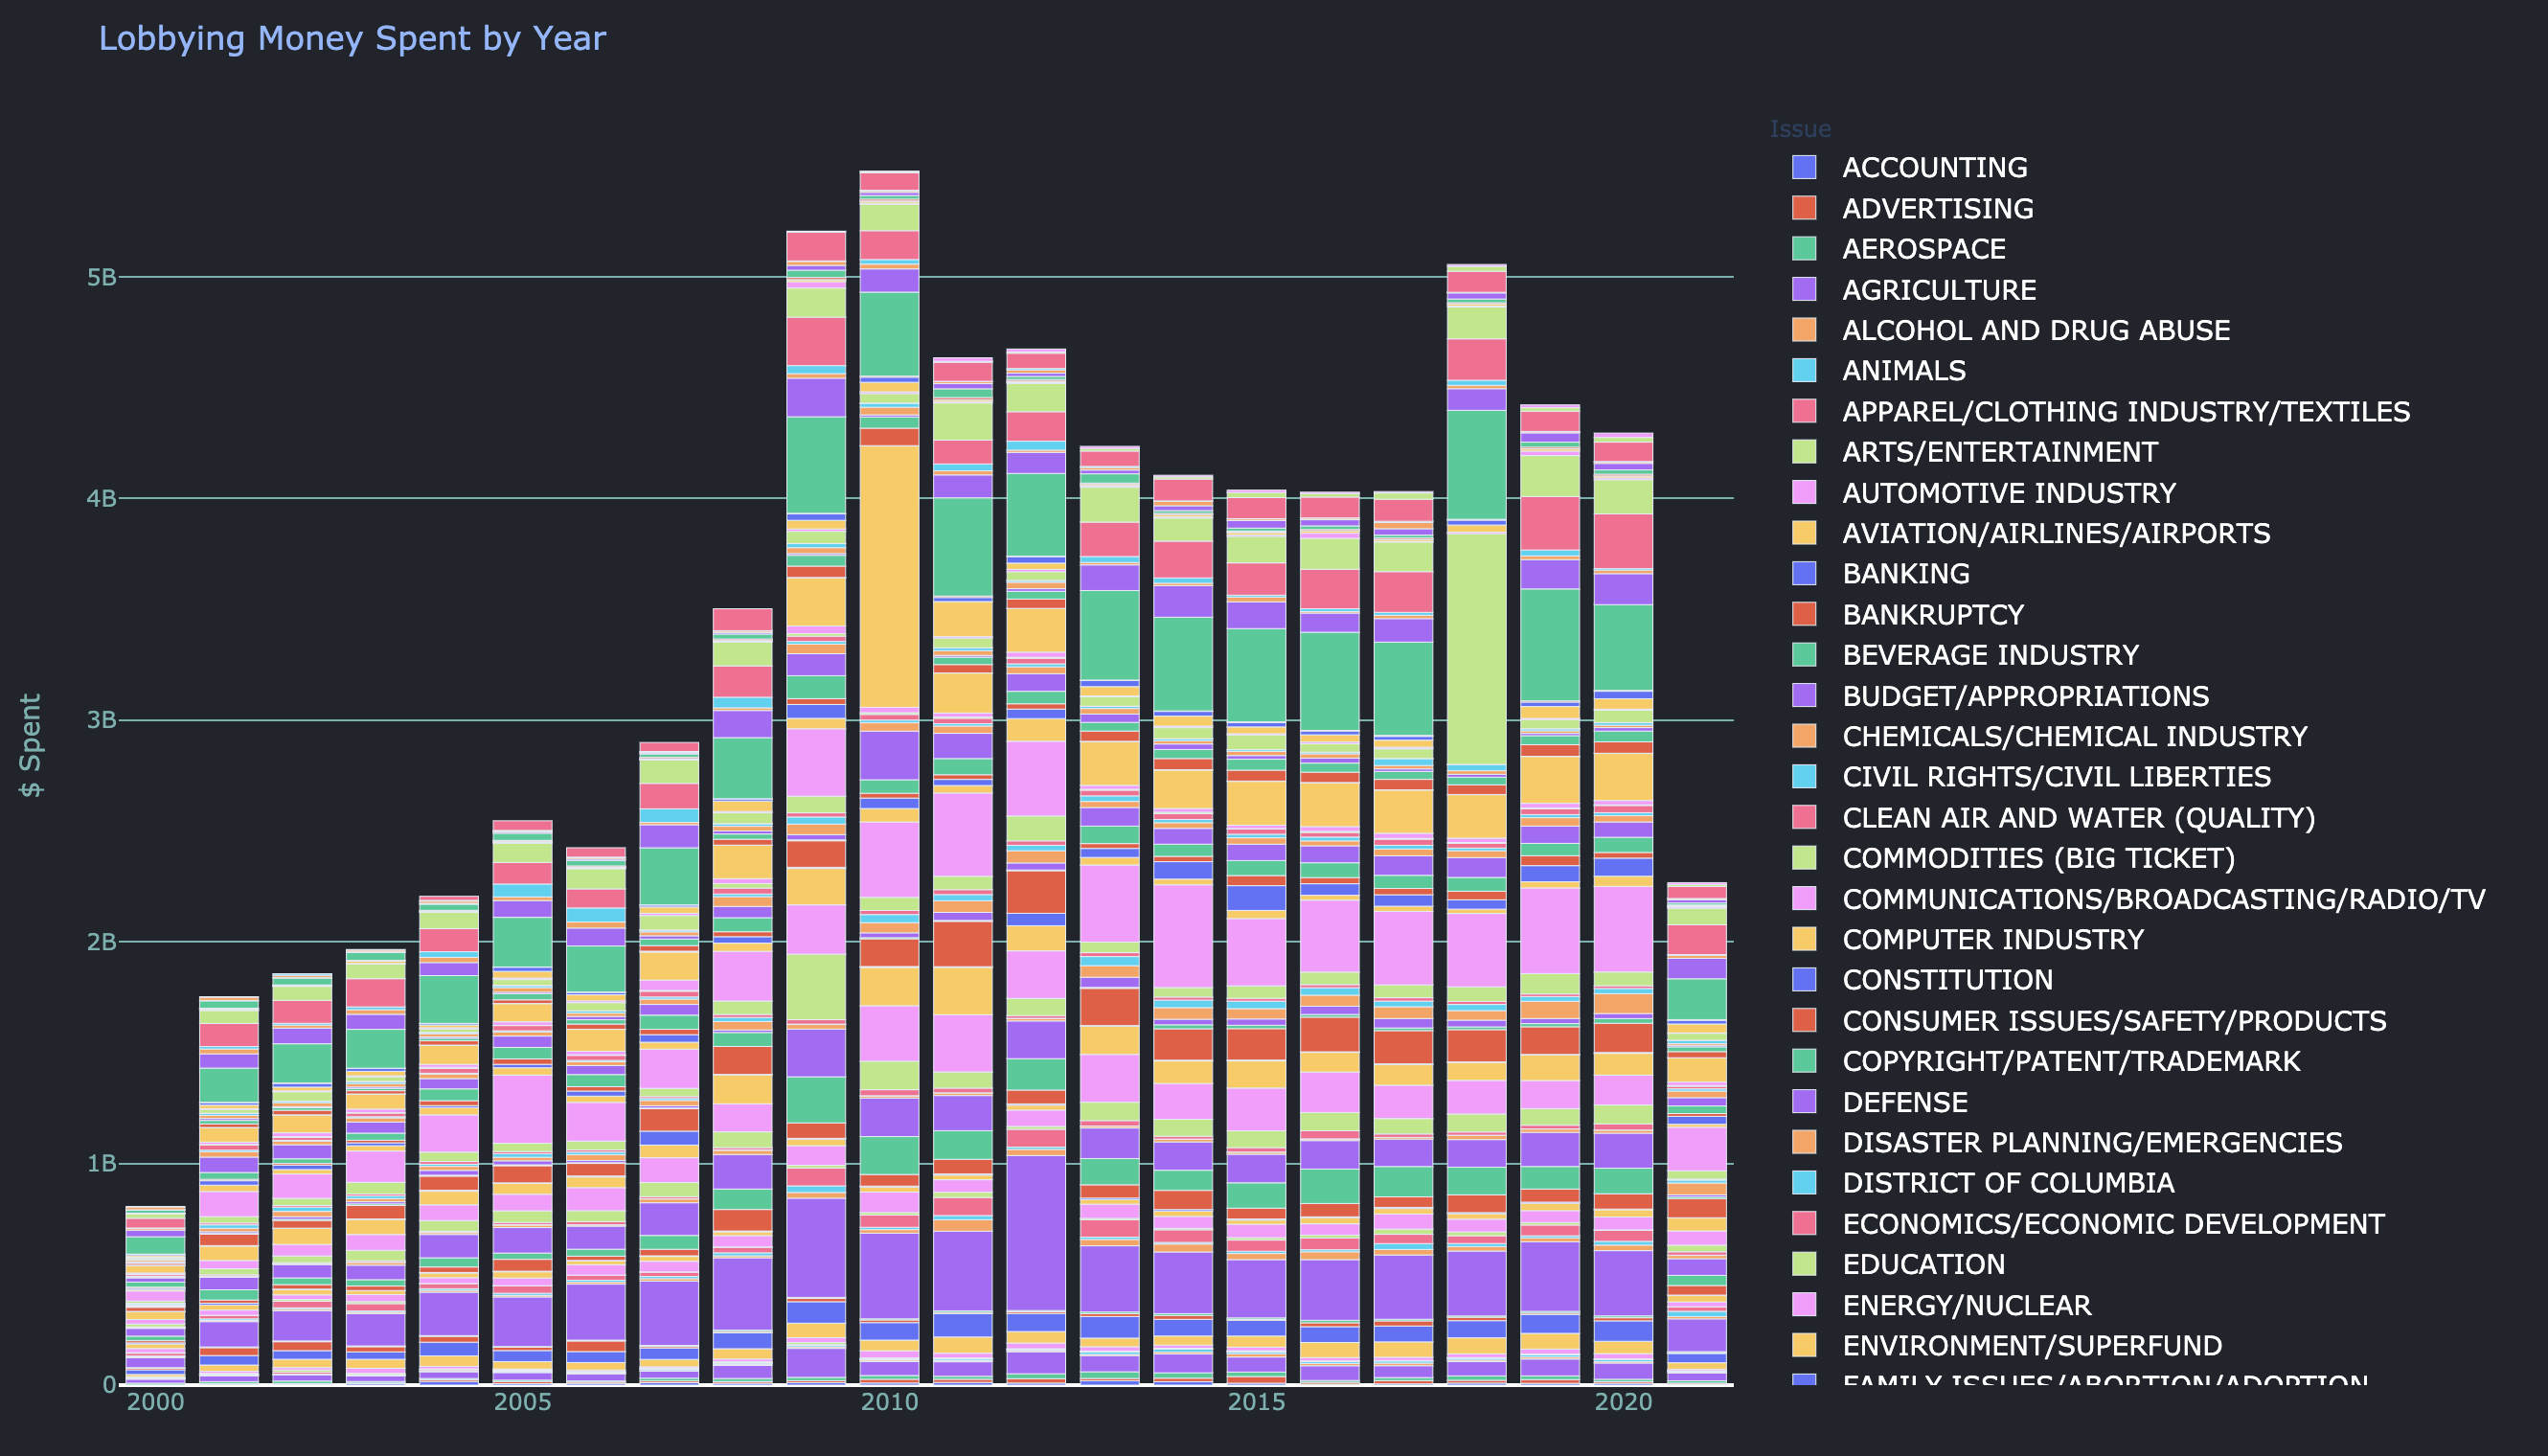 Lobbying Money Spent by Year
Issue
ACCOUNTING
ADVERTISING
AEROSPACE
AGRICULTURE
ALCOHOL AND DRUG ABUSE
ANIMALS
APPAREL/CLOTHING INDUSTRY/TEXTILES
ARTS/ENTERTAINMENT
AUTOMOTIVE INDUSTRY
AVIATION/AIRLINES/AIRPORTS
BANKING
BANKRUPTCY
BEVERAGE INDUSTRY
BUDGET/APPROPRIATIONS
CHEMICALS/CHEMICAL INDUSTRY
CIVIL RIGHTS/CIVIL LIBERTIES
CLEAN AIR AND WATER (QUALITY)
COMMODITIES (BIG TICKET)
COMMUNICATIONS/BROADCASTING/RADIO/TV
COMPUTER INDUSTRY
CONSTITUTION
CONSUMER ISSUES/SAFETY/PRODUCTS
COPYRIGHT/PATENT/TRADEMARK
DEFENSE
DISASTER PLANNING/EMERGENCIES
DISTRICT OF COLUMBIA
ECONOMICS/ECONOMIC DEVELOPMENT
EDUCATION
ENERGY/NUCLEAR
ENVIRONMENT/SUPERFUND
FAMILY ISSUES/ABORTION/ADOPTION
$ Spent
5B
4B
3B
2B
1B
0
2000
2005
2010
2015
2020